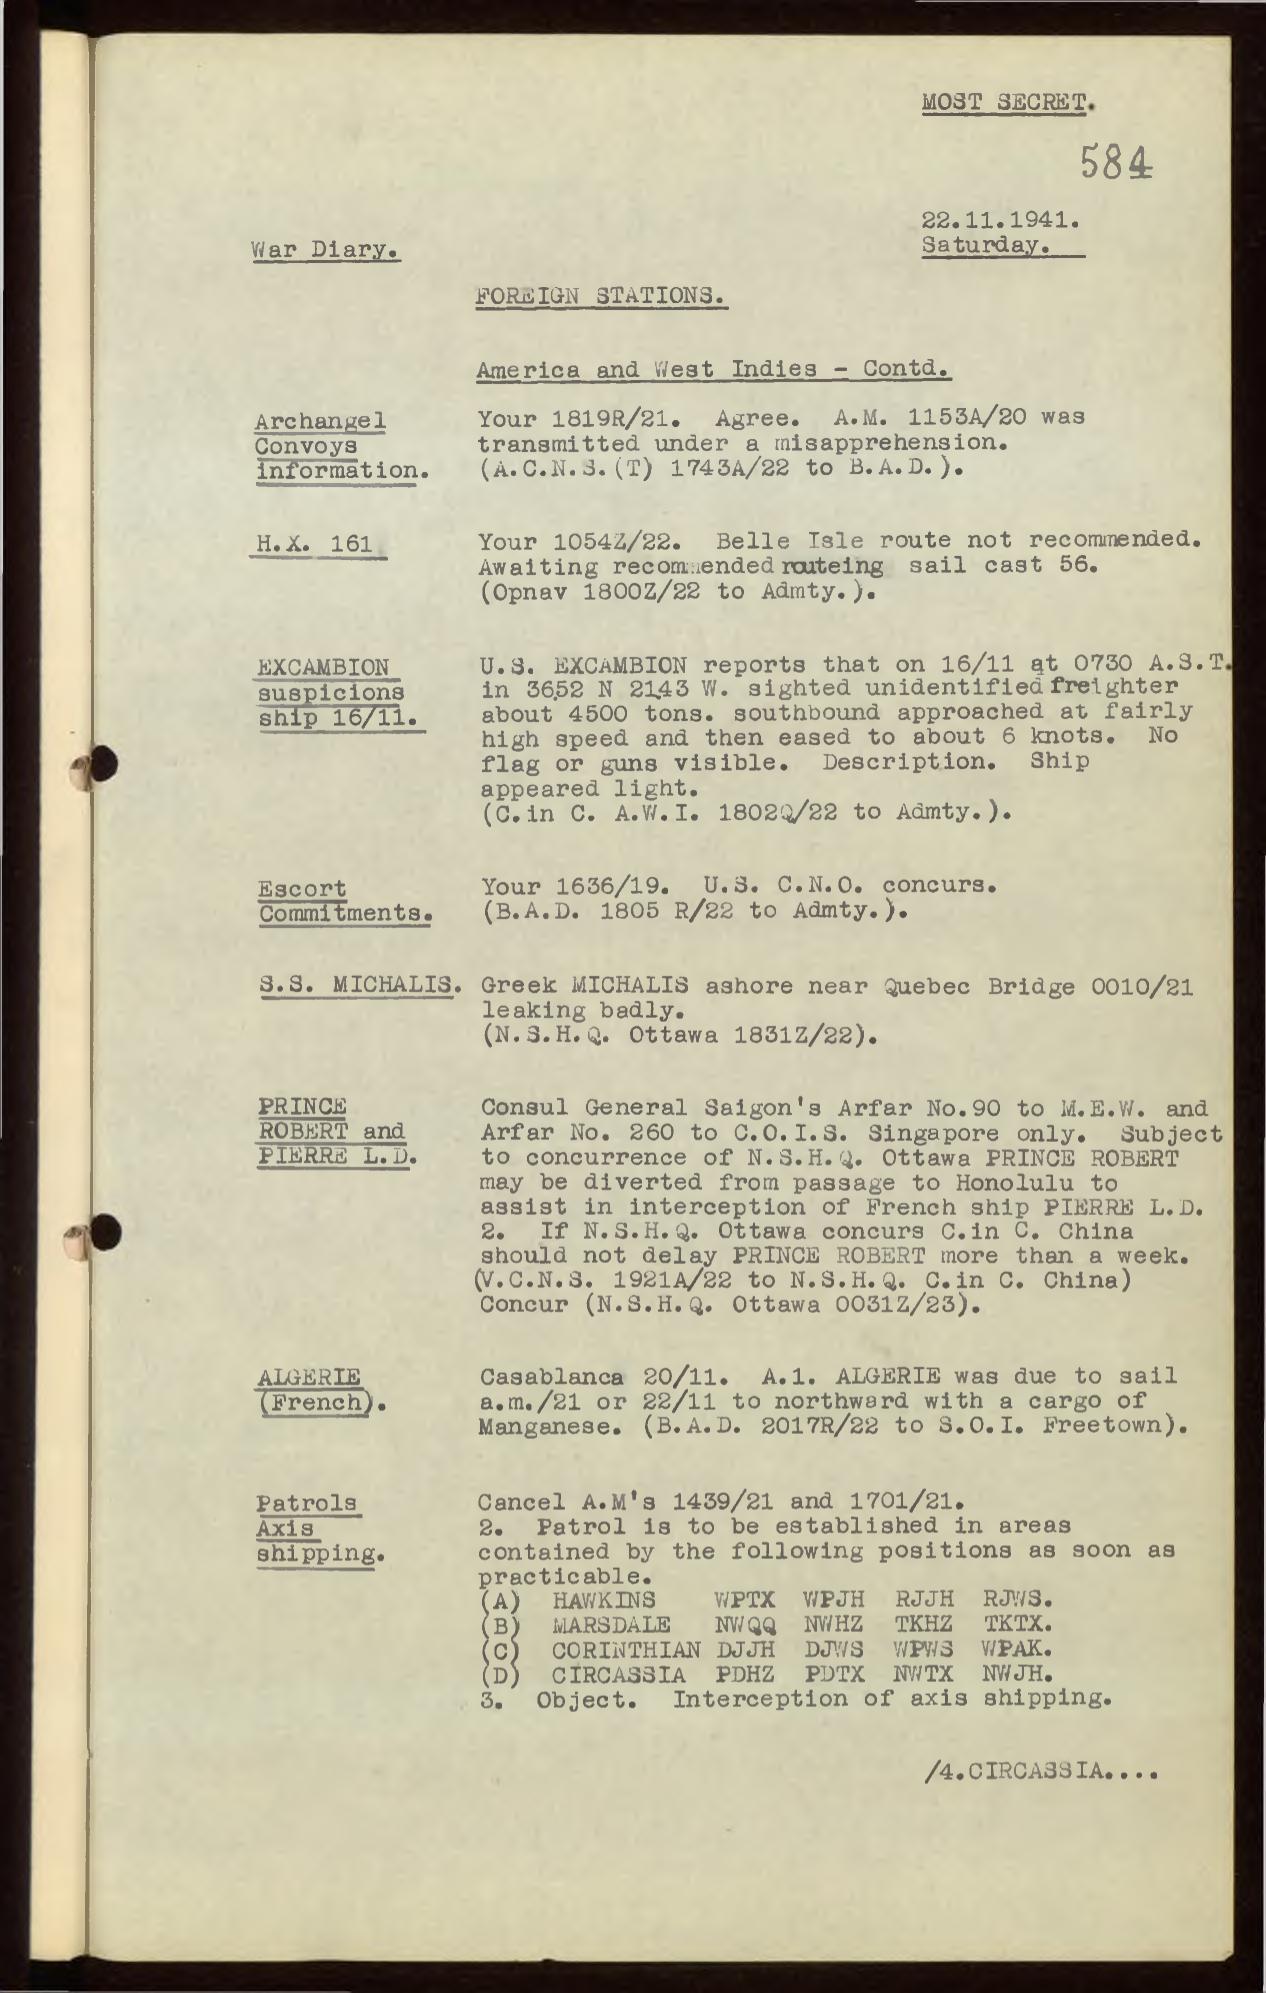 MOST SECRET.
584
22.11.1941.
Saturday.
War Diary.
FOREIGN STATIONS.
America and West Indies - Contd.
Archangel Your 1819R/21. Agree. A.M. 1153A/20 was
Convoys transmitted under a misapprehension.
information. (A.C.N.S.(T) 1743A/22 to B.A.D.).
H.X. 161 Your 1054Z/22. Belle Isle route not recommended.
Awaiting recommended routeing sail cast 56.
(Opnav 1800Z/22 to Admty.).
EXCAMBION U.S. EXCAMBION reports that on 16/11 at 0730 A.S.T.
suspicions in 3652 N 2143 W. sighted unidentified freighter
ship 16/11. about 4500 tons. southbound approached at fairly
high speed and then eased to about 6 knots. No
flag or guns visible. Description. Ship
appeared light.
(C.in C. A.W.I. 1802Q/22 to Admty.).
Escort Your 1636/19. U.S. C.N.O. concurs.
Commitments. (B.A.D. 1805 R/22 to Admty.).
S.S. MICHALIS. Greek MICHALIS ashore near Quebec Bridge 0010/21
leaking badly.
(N.S.H.Q. Ottawa 1831Z/22).
PRINCE Consul General Saigon's Arfar No.90 to M.E.W. and
ROBERT and Arfar No. 260 to C.O.I.S. Singapore only. Subject
PIERRE L.D. to concurrence of N.S.H.Q. Ottawa PRINCE ROBERT
may be diverted from passage to Honolulu to
assist in interception of French ship PIERRE L.D.
2. If N.S.H.Q. Ottawa concurs C.in C. China
should not delay PRINCE ROBERT more than a week.
(V.C.N.S. 1921A/22 to N.S.H.Q. C.in C. China)
Concur (N.S.H.Q. Ottawa 0031Z/23).
ALGERIE Casablanca 20/11. A.1. ALGERIE was due to sail
(French). a.m./21 or 22/11 to northward with a cargo of
Manganese. (B.A.D. 2017R/22 to S.O.I. Freetown).
Patrols Cancel A.M's 1439/21 and 1701/21.
Axis 2. Patrol is to be established in areas
shipping. contained by the following positions as soon as
practicable.
(A) HAWKINS WPTX WPJH RJJH RJWS.
(B) MARSDALE NWQQ NWHZ TKHZ TKTX.
(C) CORINTHIAN DJJH DJWS WPWS WPAK.
(D) CIRCASSIA PDHZ PDTX NWTX NWJH.
3. Object. Interception of axis shipping.
/4.CIRCASSIA....